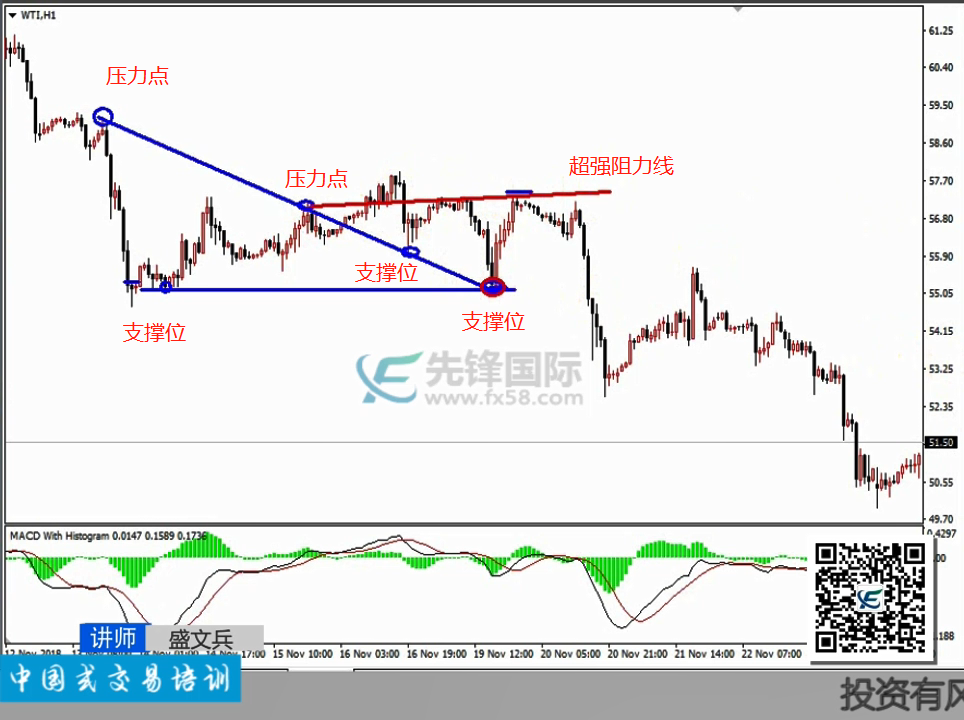 WTI,H1
61.25
压力点
60.40
59.50
58.60
超强阻力线
57.70
压力点
56.80
55.90
支撑位
55.05
支撑位
支撑位
54.15
先锋国际
53.25
www.fx58.com
52.35
51.50
50.55
49.70
MACD With Histogram 0.0147 0.1589 0.1736
0.4297
.00
.188
讲师 盛文兵
12 Nov 2018
14 Nov 17:00 15 Nov 10:00 16 Nov 03:00 16 Nov 19:00 19 Nov 12:00 20 Nov 05:00 20 Nov 21:00 21 Nov 14:00 22 Nov 07:00
中国式交易培训
投资有风